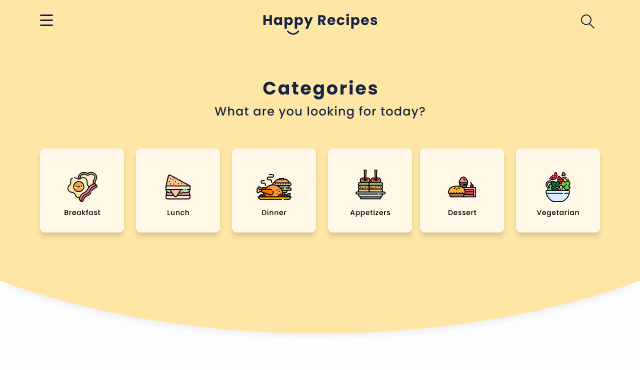 Happy Recipes
Categories
What are you looking for today?
Breakfast
Lunch
Dinner
Appetizers
Dessert
Vegetarian